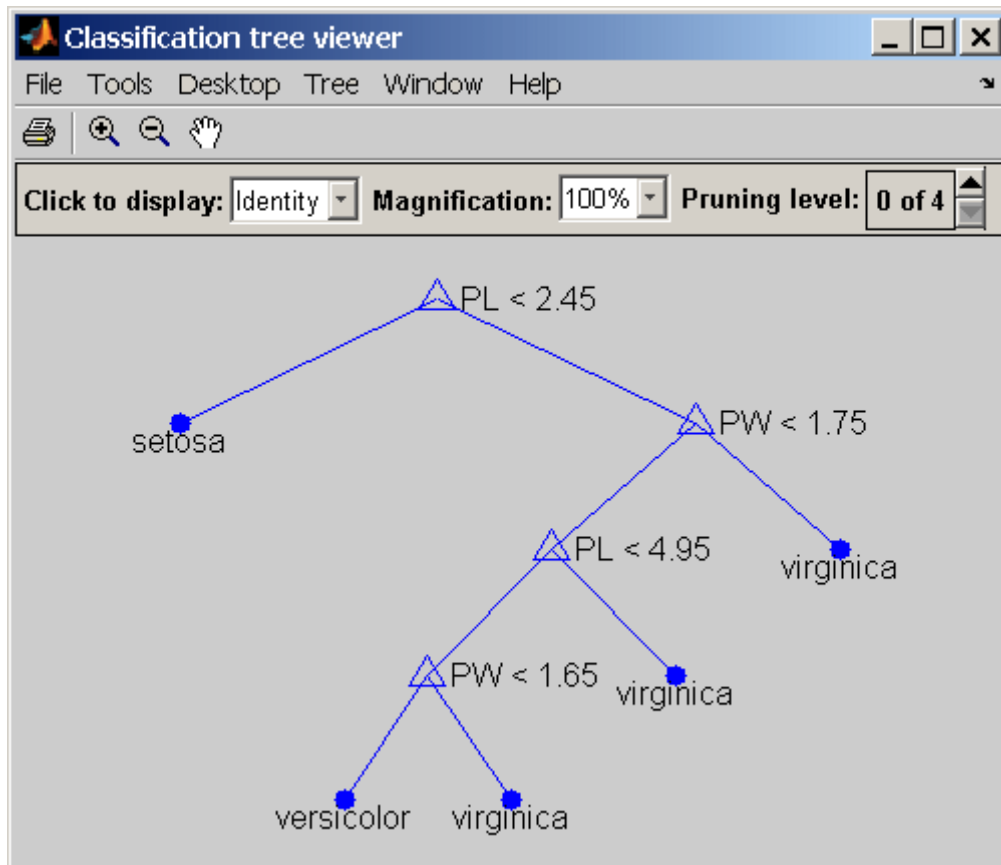 Classification tree viewer
File Tools Desktop Tree Window Help
Click to display: Identity Magnification: 100% Pruning level: 0 of 4
PL < 2.45
setosa
PW < 1.75
PL < 4.95
virginica
PW < 1.65
virginica
versicolor
virginica